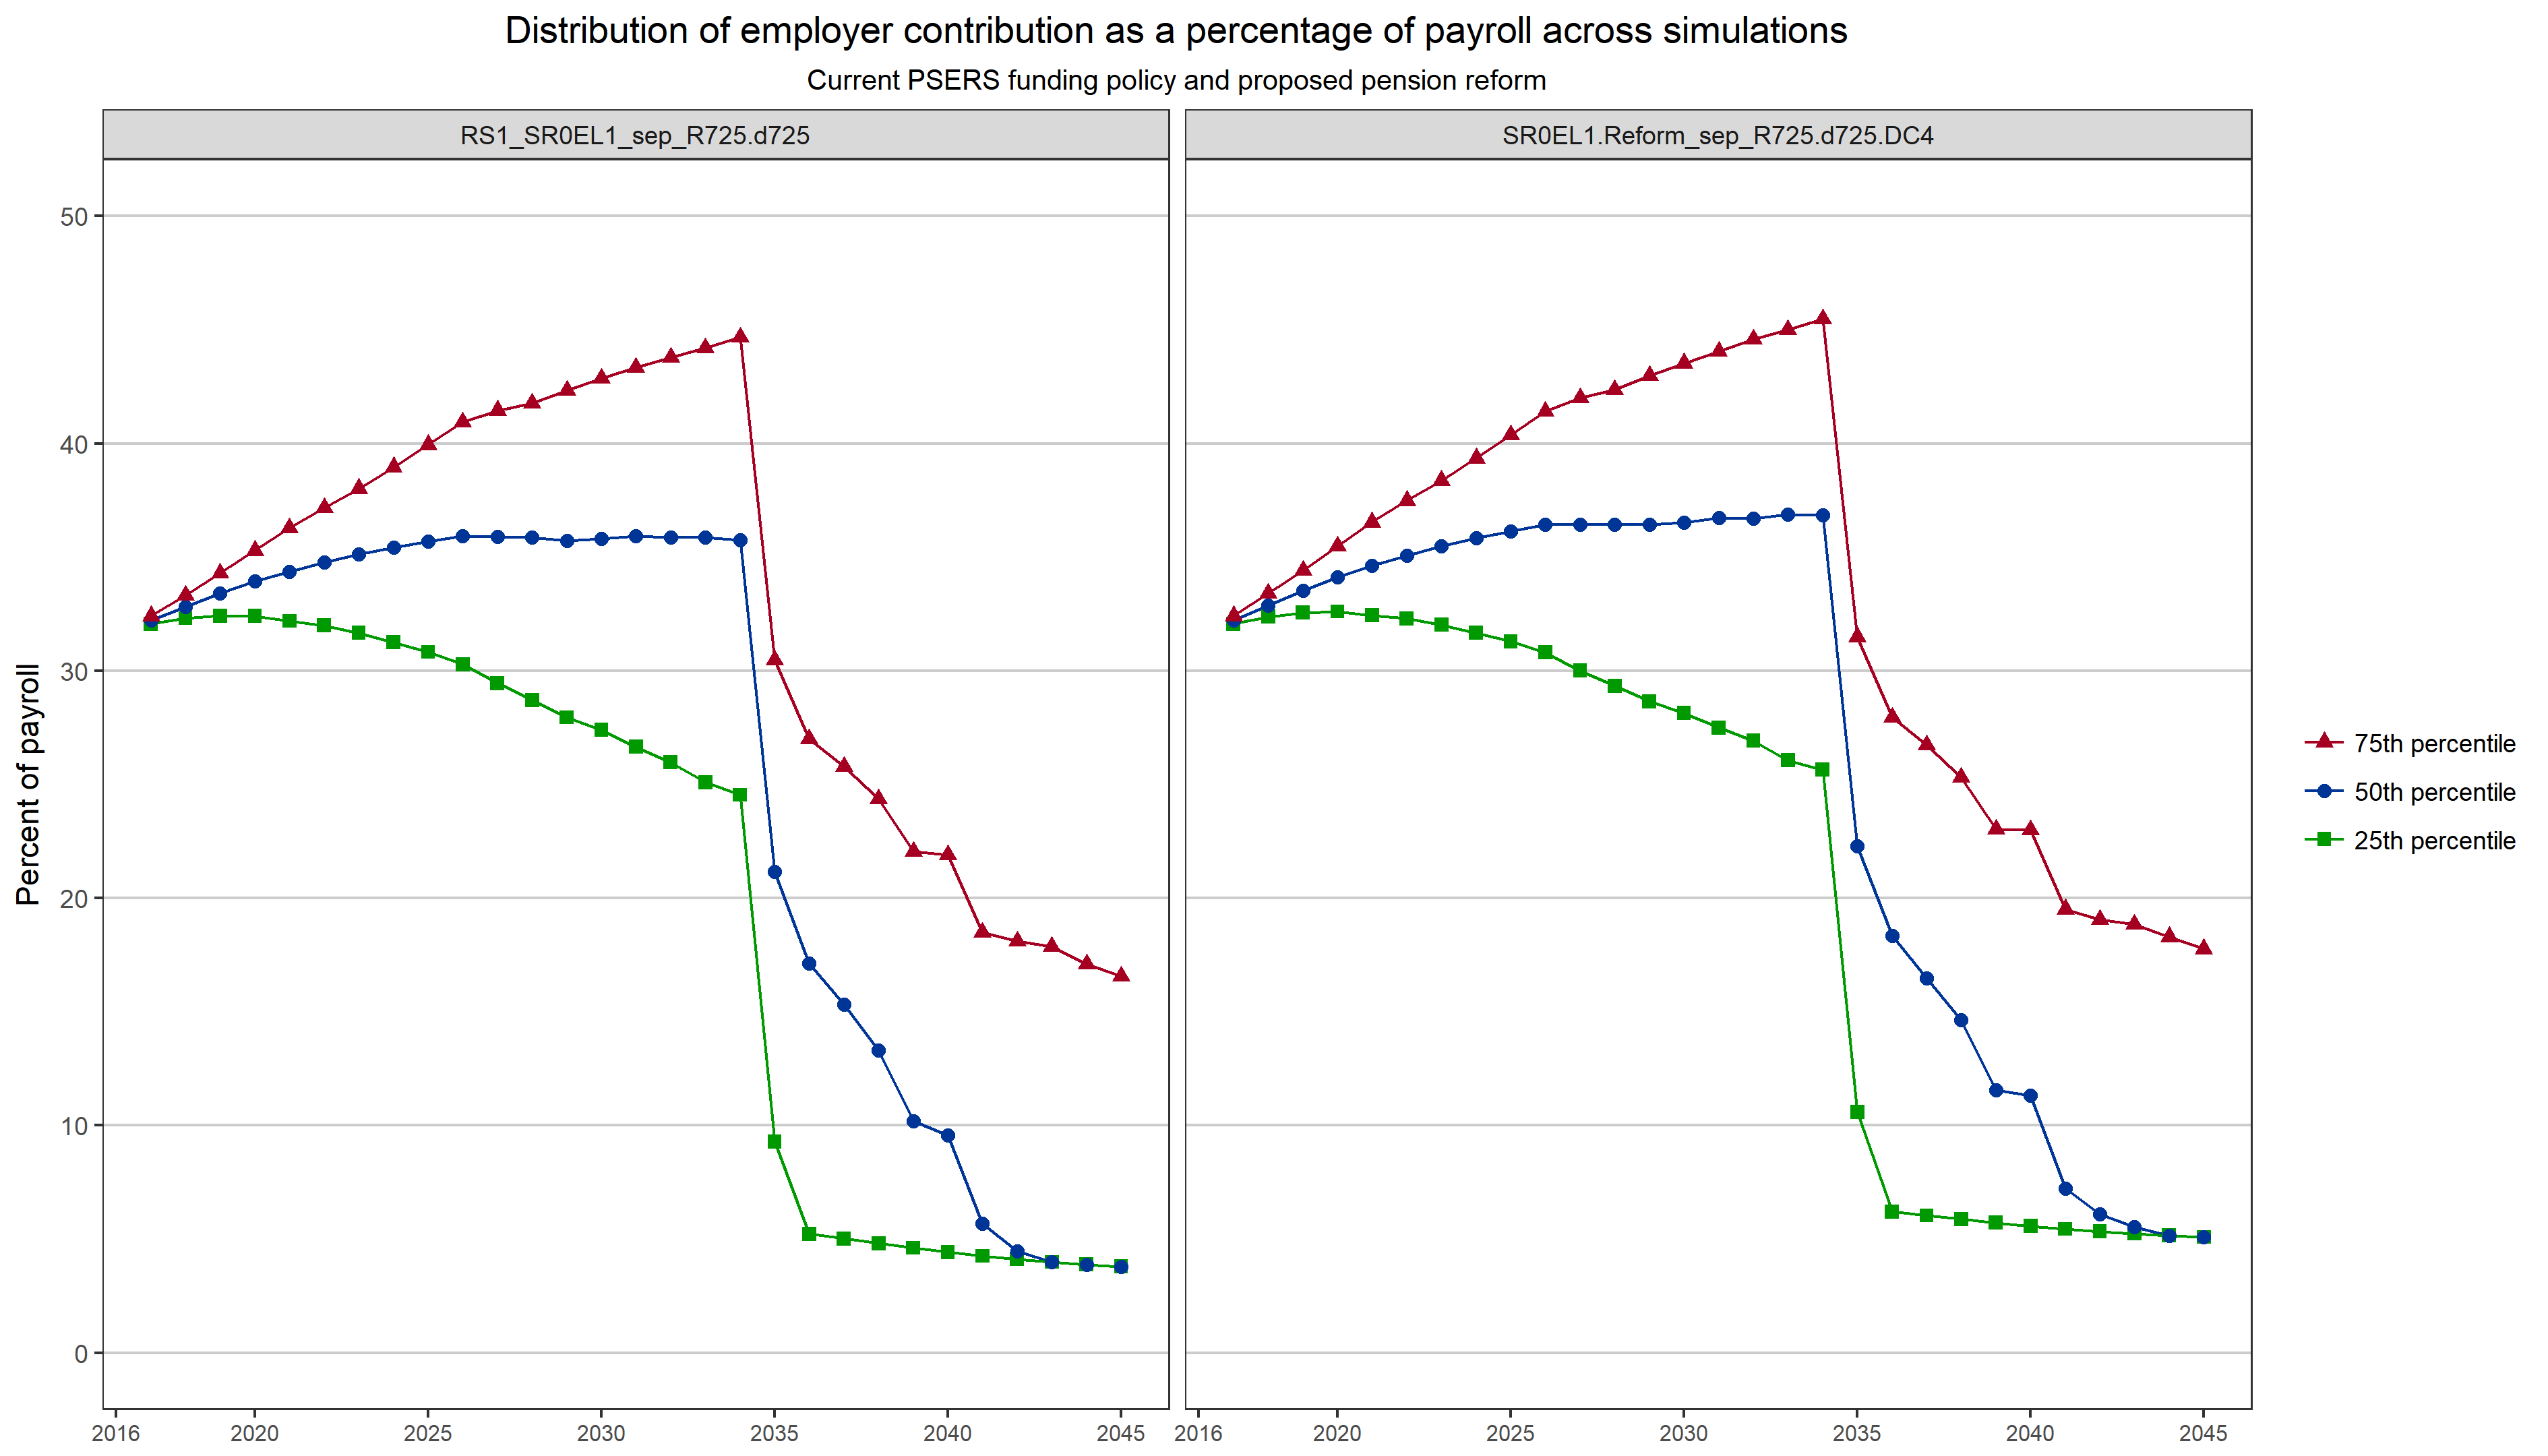 Distribution of employer contribution as a percentage of payroll across simulations
Current PSERS funding policy and proposed pension reform
RS1_SR0EL1_sep_R725.d725
SR0EL1.Reform_sep_R725.d725.DC4
Percent of payroll
50
40
30
20
10
0
2016 2020 2025 2030 2035 2040 2045
2016 2020 2025 2030 2035 2040 2045
75th percentile
50th percentile
25th percentile